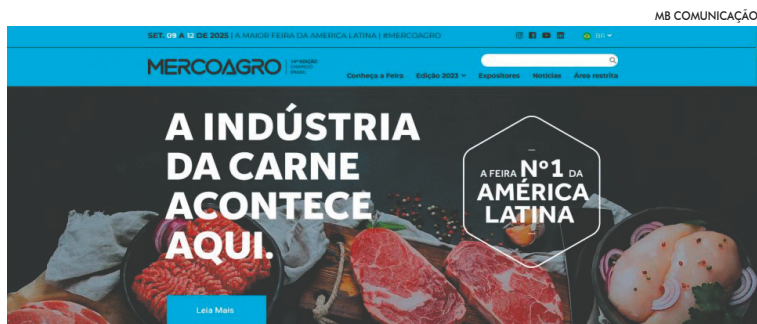 MB COMUNICAÇÃO
SET. 09 A 12 DE 2025 | A MAIOR FEIRA DA AMÉRICA LATINA | #MERCOAGRO
BR
MERCOAGRO
Conheça a Feira Edição 2023 Expositores Notícias Área restrita
A INDÚSTRIA
DA CARNE
ACONTECE
AQUI.
A FEIRA Nº1 DA
AMÉRICA
LATINA
Leia Mais